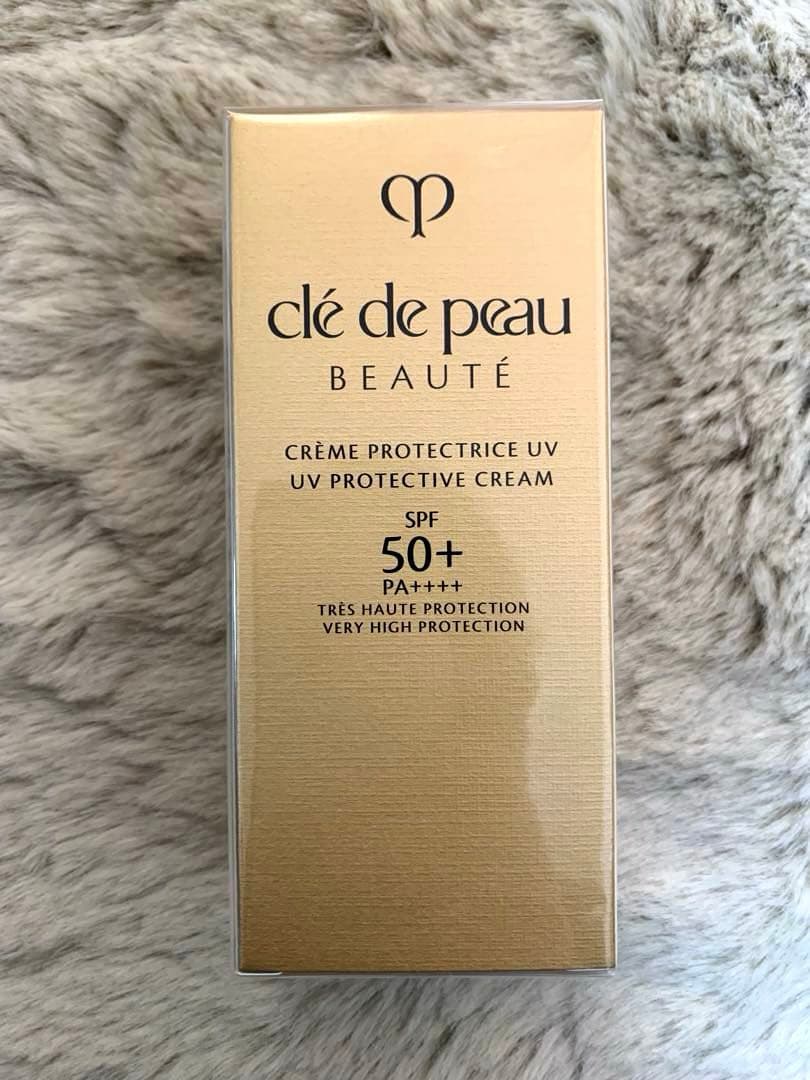 clé de peau
BEAUTÉ
CRÈME PROTECTRICE UV
UV PROTECTIVE CREAM
SPF
50+
PA++++
TRÈS HAUTE PROTECTION
VERY HIGH PROTECTION